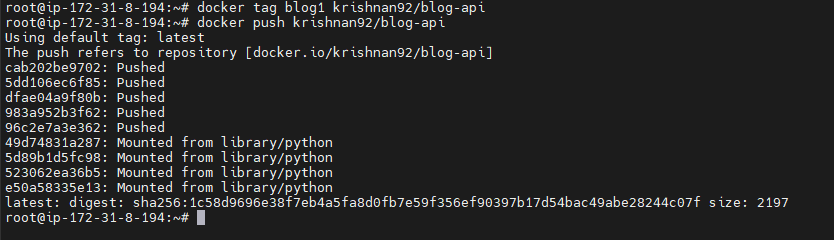 root@ip-172-31-8-194:~# docker tag blog1 krishnan92/blog-api
root@ip-172-31-8-194:~# docker push krishnan92/blog-api
Using default tag: latest
The push refers to repository [docker.io/krishnan92/blog-api]
cab202be9702: Pushed
5dd106ec6f85: Pushed
dfae04a9f80b: Pushed
983a952b3f62: Pushed
96c2e7a3e362: Pushed
49d74831a287: Mounted from library/python
5d89b1d5fc98: Mounted from library/python
523062ea36b5: Mounted from library/python
e50a58335e13: Mounted from library/python
latest: digest: sha256:1c58d9696e38f7eb4a5fa8d0fb7e59f356ef90397b17d54bac49abe28244c07f size: 2197
root@ip-172-31-8-194:~#